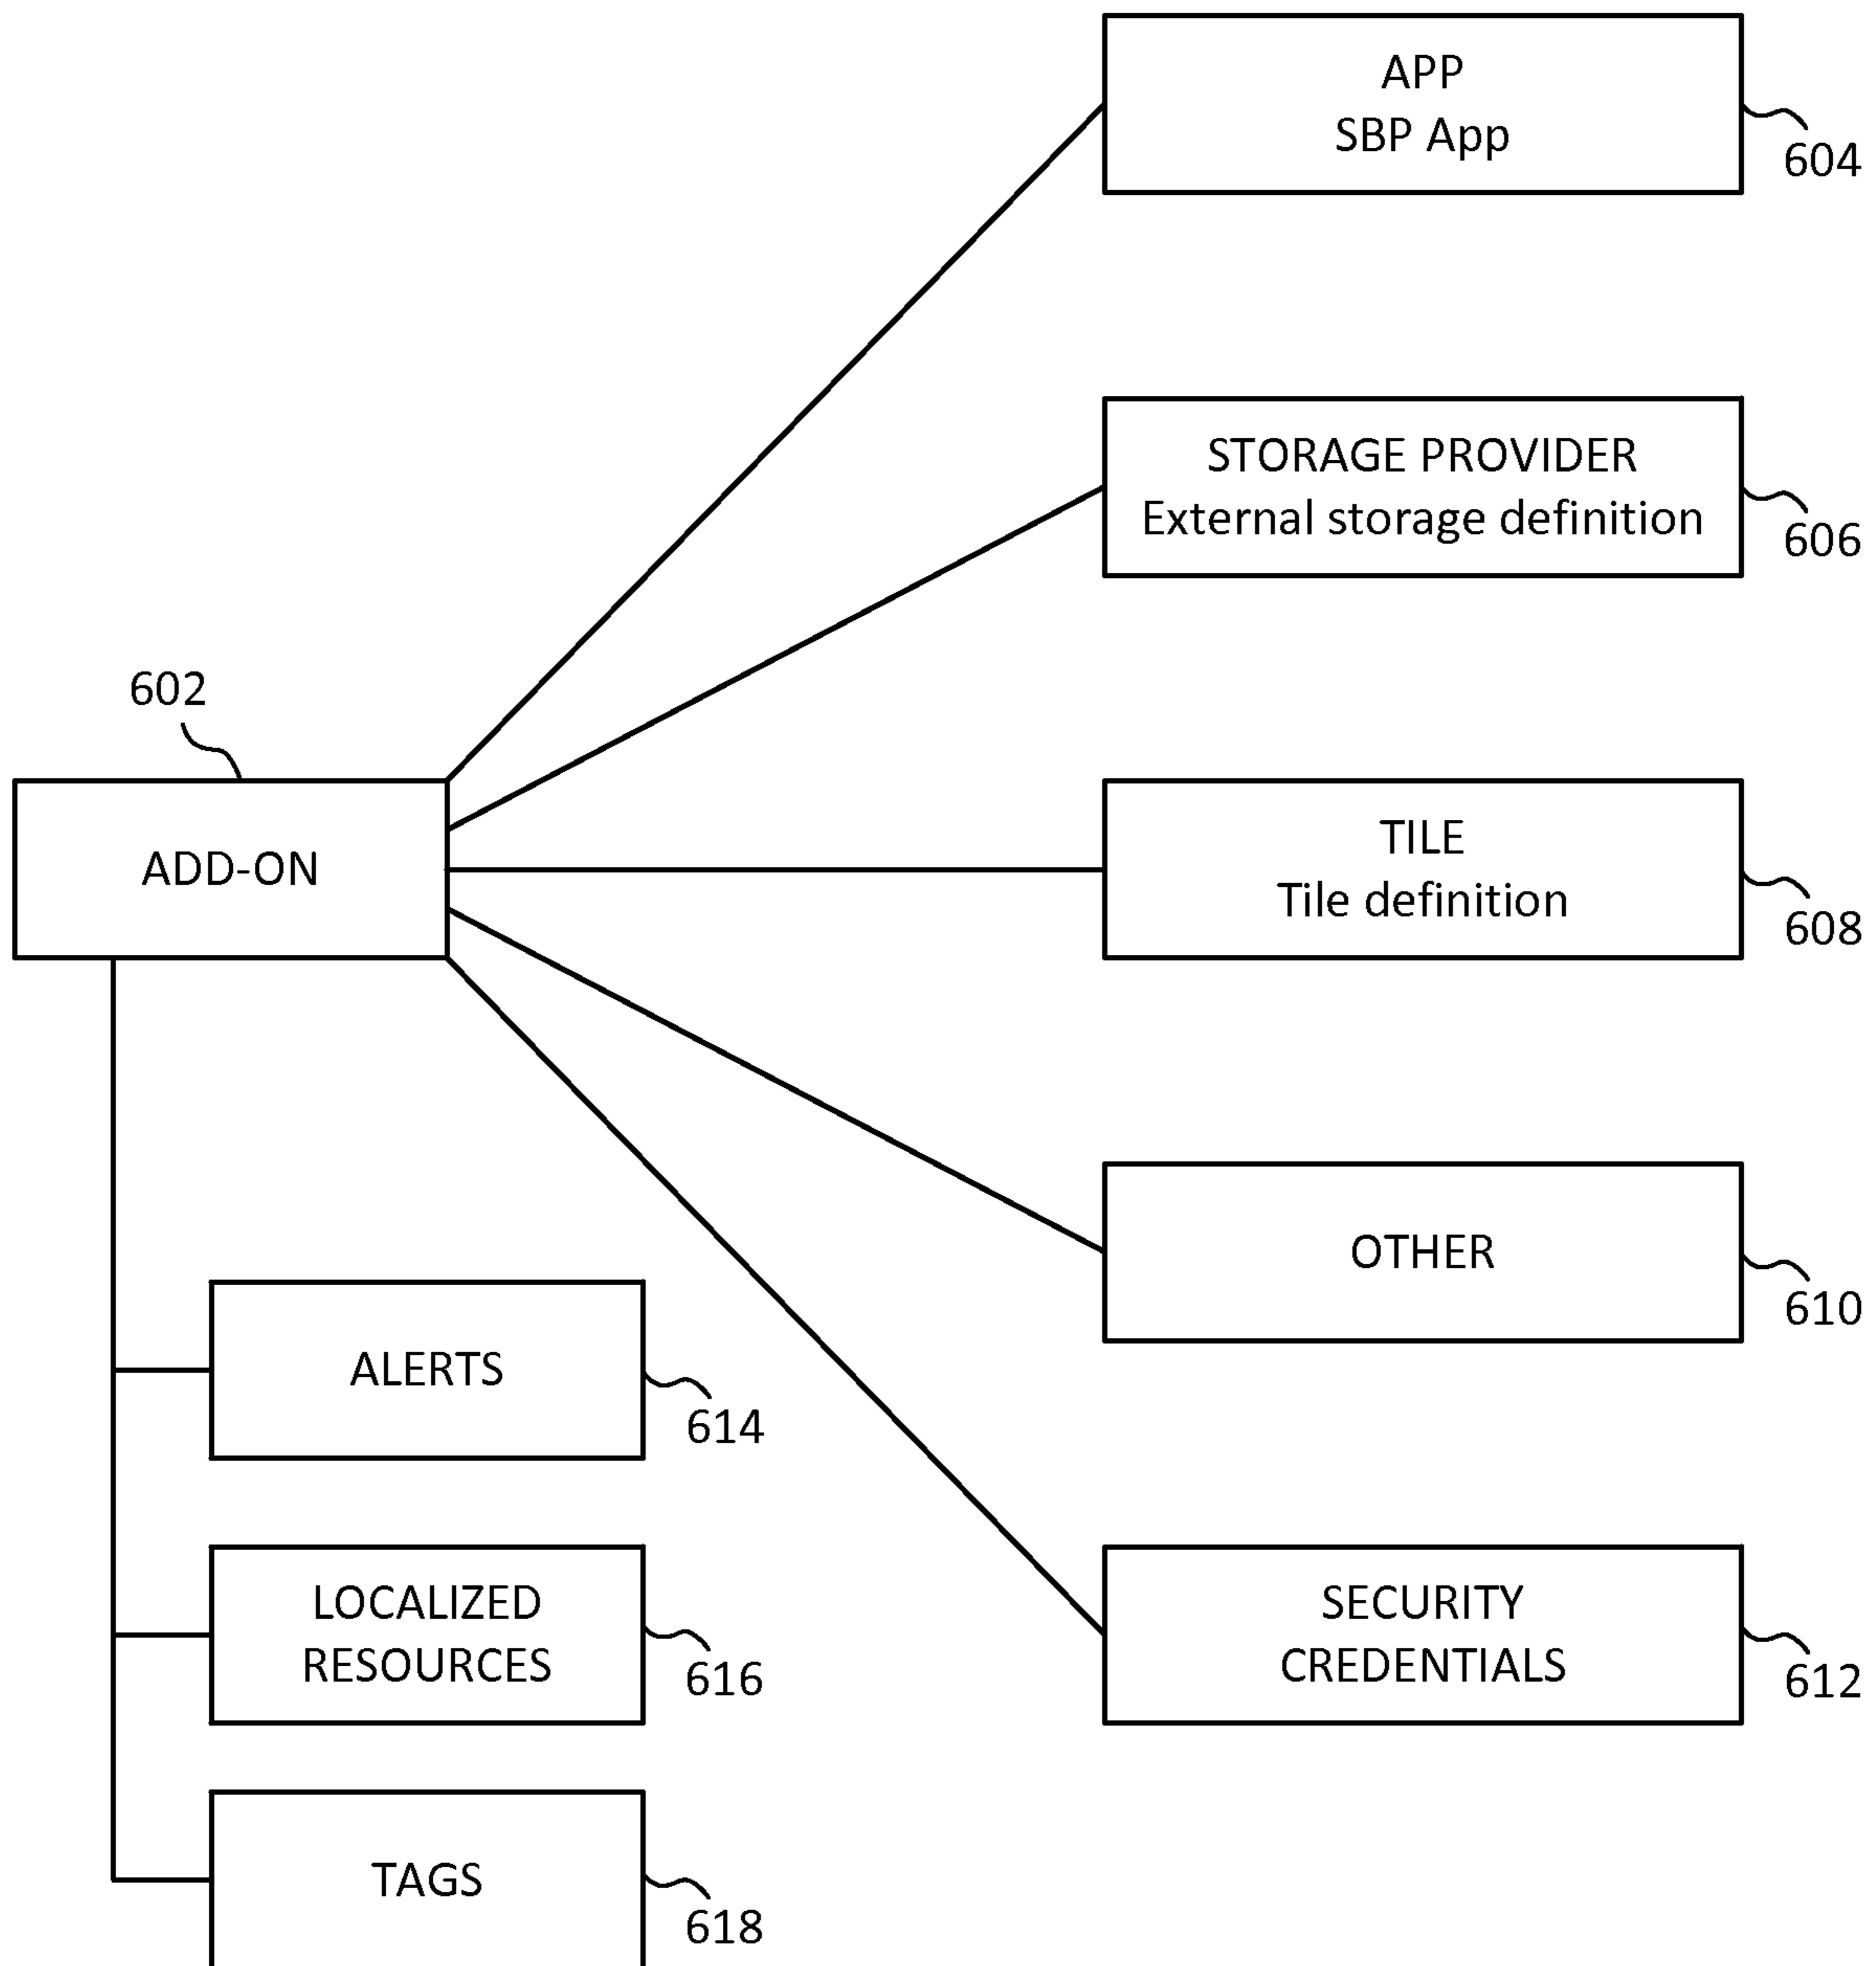 APP
SBP App
604
STORAGE PROVIDER
External storage definition
606
602
ADD-ON
TILE
Tile definition
608
OTHER
610
ALERTS
614
LOCALIZED
RESOURCES
616
SECURITY
CREDENTIALS
612
TAGS
618